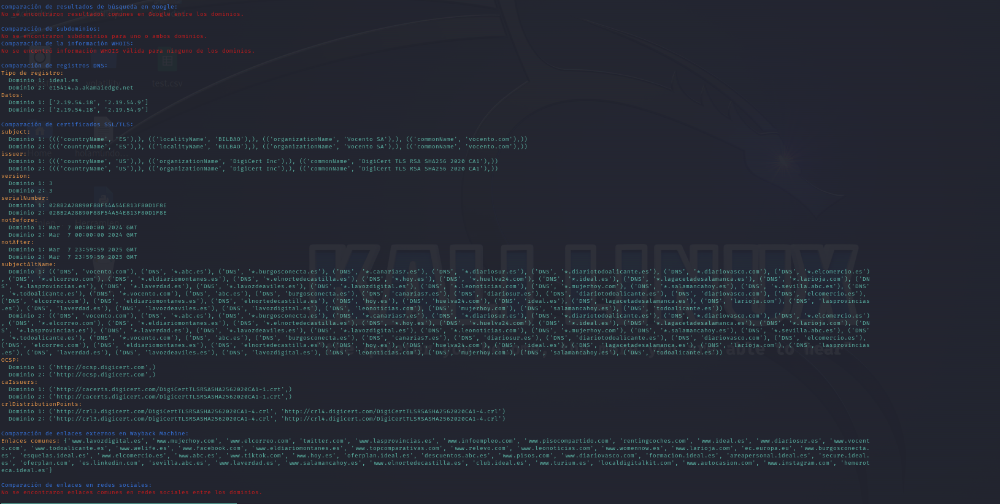 Comparación de resultados de búsqueda en Google:
No se encontraron resultados comunes en Google entre los dominios.
Comparación de subdominios:
No se encontraron subdominios para uno o ambos dominios.
Comparación de la información WHOIS:
No se encontró información WHOIS válida para ninguno de los dominios.
Comparación de registros DNS:
Tipo de registro:
Dominio 1: ideal.es
Dominio 2: e15414.a.akamaiedge.net
test.csv
Datos:
Dominio 1: ['2.19.54.18', '2.19.54.9']
Dominio 2: ['2.19.54.18', '2.19.54.9']
Comparación de certificados SSL/TLS:
subject:
Dominio 1: ((('countryName', 'ES'),), (('localityName', 'BILBAO'),), (('organizationName', 'Vocento SA'),), (('commonName', 'vocento.com'),))
Dominio 2: ((('countryName', 'ES'),), (('localityName', 'BILBAO'),), (('organizationName', 'Vocento SA'),), (('commonName', 'vocento.com'),))
issuer:
Dominio 1: ((('countryName', 'US'),), (('organizationName', 'DigiCert Inc'),), (('commonName', 'DigiCert TLS RSA SHA256 2020 CA1'),))
Dominio 2: ((('countryName', 'US'),), (('organizationName', 'DigiCert Inc'),), (('commonName', 'DigiCert TLS RSA SHA256 2020 CA1'),))
version:
Dominio 1: 3
Dominio 2: 3
serialNumber:
Dominio 1: 028B2A28890F88F54A54E813F80D1F8E
Dominio 2: 028B2A28890F88F54A54E813F80D1F8E
notBefore:
Dominio 1: Mar  7 00:00:00 2024 GMT
Dominio 2: Mar  7 00:00:00 2024 GMT
notAfter:
Dominio 1: Mar  7 23:59:59 2025 GMT
Dominio 2: Mar  7 23:59:59 2025 GMT
subjectAltName:
Dominio 1: (('DNS', 'vocento.com'), ('DNS', '*.abc.es'), ('DNS', '*.burgosconecta.es'), ('DNS', '*.canarias7.es'), ('DNS', '*.diariosur.es'), ('DNS', '*.diariotodoalicante.es'), ('DNS', '*.diariovasco.com'), ('DNS', '*.elcomercio.es')
, ('DNS', '*.elcorreo.com'), ('DNS', '*.eldiariomontanes.es'), ('DNS', '*.elnortedecastilla.es'), ('DNS', '*.hoy.es'), ('DNS', '*.huelva24.com'), ('DNS', '*.ideal.es'), ('DNS', '*.lagacetadesalamanca.es'), ('DNS', '*.larioja.com'), ('DN
S', '*.lasprovincias.es'), ('DNS', '*.laverdad.es'), ('DNS', '*.lavozdeaviles.es'), ('DNS', '*.lavozdigital.es'), ('DNS', '*.leonoticias.com'), ('DNS', '*.mujerhoy.com'), ('DNS', '*.salamancahoy.es'), ('DNS', '*.sevilla.abc.es')
, '*.todoalicante.es'), ('DNS', '*.vocento.com'), ('DNS', 'abc.es'), ('DNS', 'burgosconecta.es'), ('DNS', 'canarias7.es'), ('DNS', 'diariosur.es'), ('DNS', 'diariotodoalicante.es'), ('DNS', 'diariovasco.com'), ('DNS', 'elcomercio.es'),
('DNS', 'elcorreo.com'), ('DNS', 'eldiariomontanes.es'), ('DNS', 'elnortedecastilla.es'), ('DNS', 'hoy.es'), ('DNS', 'huelva24.com'), ('DNS', 'ideal.es'), ('DNS', 'lagacetadesalamanca.es'), ('DNS', 'larioja.com'), ('DNS', 'lasprovincias
.es'), ('DNS', 'laverdad.es'), ('DNS', 'lavozdeaviles.es'), ('DNS', 'lavozdigital.es'), ('DNS', 'leonoticias.com'), ('DNS', 'mujerhoy.com'), ('DNS', 'salamancahoy.es'), ('DNS', 'todoalicante.es'))
Dominio 2: (('DNS', 'vocento.com'), ('DNS', '*.abc.es'), ('DNS', '*.burgosconecta.es'), ('DNS', '*.canarias7.es'), ('DNS', '*.diariosur.es'), ('DNS', '*.diariotodoalicante.es'), ('DNS', '*.diariovasco.com'), ('DNS', '*.elcomercio.es')
, ('DNS', '*.elcorreo.com'), ('DNS', '*.eldiariomontanes.es'), ('DNS', '*.elnortedecastilla.es'), ('DNS', '*.hoy.es'), ('DNS', '*.huelva24.com'), ('DNS', '*.ideal.es'), ('DNS', '*.lagacetadesalamanca.es'), ('DNS', '*.larioja.com'), ('DN
S', '*.lasprovincias.es'), ('DNS', '*.laverdad.es'), ('DNS', '*.lavozdeaviles.es'), ('DNS', '*.lavozdigital.es'), ('DNS', '*.leonoticias.com'), ('DNS', '*.mujerhoy.com'), ('DNS', '*.salamancahoy.es'), ('DNS', '*.sevilla.abc.es')
, '*.todoalicante.es'), ('DNS', '*.vocento.com'), ('DNS', 'abc.es'), ('DNS', 'burgosconecta.es'), ('DNS', 'canarias7.es'), ('DNS', 'diariosur.es'), ('DNS', 'diariotodoalicante.es'), ('DNS', 'diariovasco.com'), ('DNS', 'elcomercio.es'),
('DNS', 'elcorreo.com'), ('DNS', 'eldiariomontanes.es'), ('DNS', 'elnortedecastilla.es'), ('DNS', 'hoy.es'), ('DNS', 'huelva24.com'), ('DNS', 'ideal.es'), ('DNS', 'lagacetadesalamanca.es'), ('DNS', 'larioja.com'), ('DNS', 'lasprovincias
.es'), ('DNS', 'laverdad.es'), ('DNS', 'lavozdeaviles.es'), ('DNS', 'lavozdigital.es'), ('DNS', 'leonoticias.com'), ('DNS', 'mujerhoy.com'), ('DNS', 'salamancahoy.es'), ('DNS', 'todoalicante.es'))
OCSP:
Dominio 1: ('http://ocsp.digicert.com',)
Dominio 2: ('http://ocsp.digicert.com',)
caIssuers:
Dominio 1: ('http://cacerts.digicert.com/DigiCertTLSRSASHA2562020CA1-1.crt',)
Dominio 2: ('http://cacerts.digicert.com/DigiCertTLSRSASHA2562020CA1-1.crt',)
crlDistributionPoints:
Dominio 1: ('http://crl3.digicert.com/DigiCertTLSRSASHA2562020CA1-4.crl', 'http://crl4.digicert.com/DigiCertTLSRSASHA2562020CA1-4.crl')
Dominio 2: ('http://crl3.digicert.com/DigiCertTLSRSASHA2562020CA1-4.crl', 'http://crl4.digicert.com/DigiCertTLSRSASHA2562020CA1-4.crl')
Comparación de enlaces externos en Wayback Machine:
Enlaces comunes: {'www.lavozdigital.es', 'www.mujerhoy.com', 'www.elcorreo.com', 'twitter.com', 'www.lasprovincias.es', 'www.infoempleo.com', 'www.pisocompartido.com', 'rentingcoches.com', 'www.ideal.es', 'www.diariosur.es', 'www.vocent
o.com', 'www.todoalicante.es', 'www.welife.es', 'www.facebook.com', 'www.eldiariomontanes.es', 'www.topcomparativas.com', 'www.relevo.com', 'www.leonoticias.com', 'www.womennow.es', 'www.larioja.com', 'ec.europa.eu', 'www.burgosconecta.
es', 'esquelas.ideal.es', 'www.elcomercio.es', 'www.abc.es', 'www.tiktok.com', 'www.hoy.es', 'oferplan.ideal.es', 'descuentos.abc.es', 'www.pisos.com', 'www.diariovasco.com', 'formacion.ideal.es', 'areapersonal.ideal.es', 'secure.ideal.
es', 'oferplan.com', 'es.linkedin.com', 'sevilla.abc.es', 'www.laverdad.es', 'www.salamancahoy.es', 'www.elnortedecastilla.es', 'club.ideal.es', 'www.turium.es', 'localdigitalkit.com', 'www.autocasion.com', 'www.instagram.com', 'hemerot
eca.ideal.es'}
Comparación de enlaces en redes sociales:
No se encontraron enlaces comunes en redes sociales entre los dominios.